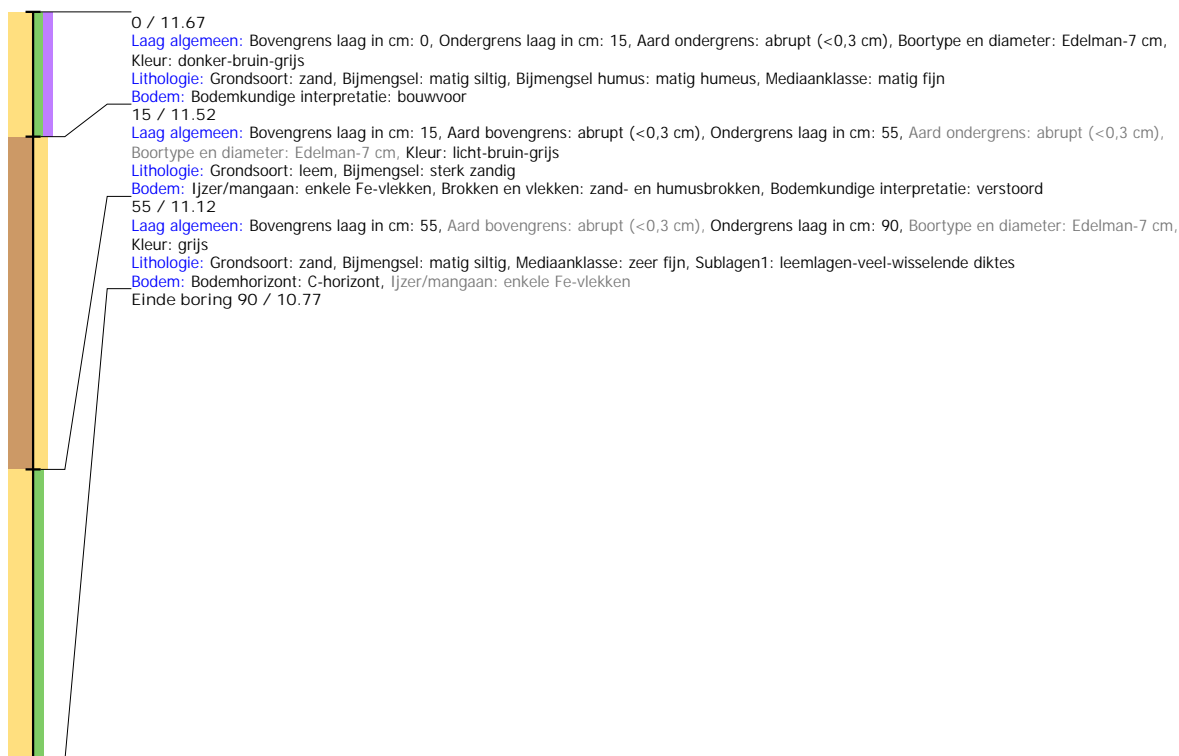 0 / 11.67
Laag algemeen: Bovengrens laag in cm: 0, Ondergrens laag in cm: 15, Aard ondergrens: abrupt (<0,3 cm), Boortype en diameter: Edelman-7 cm,
Kleur: donker-bruin-grijs
Lithologie: Grondsoort: zand, Bijmengsel: matig siltig, Bijmengsel humus: matig humeus, Mediaanklasse: matig fijn
Bodem: Bodemkundige interpretatie: bouwvoor
15 / 11.52
Laag algemeen: Bovengrens laag in cm: 15, Aard bovengrens: abrupt (<0,3 cm), Ondergrens laag in cm: 55, Aard ondergrens: abrupt (<0,3 cm),
Boortype en diameter: Edelman-7 cm, Kleur: licht-bruin-grijs
Lithologie: Grondsoort: leem, Bijmengsel: sterk zandig
Bodem: Ijzer/mangaan: enkele Fe-vlekken, Brokken en vlekken: zand- en humusbrokken, Bodemkundige interpretatie: verstoord
55 / 11.12
Laag algemeen: Bovengrens laag in cm: 55, Aard bovengrens: abrupt (<0,3 cm), Ondergrens laag in cm: 90, Boortype en diameter: Edelman-7 cm,
Kleur: grijs
Lithologie: Grondsoort: zand, Bijmengsel: matig siltig, Mediaanklasse: zeer fijn, Sublagen1: leemlagen-veel-wisselende diktes
Bodem: Bodemhorizont: C-horizont, Ijzer/mangaan: enkele Fe-vlekken
Einde boring 90 / 10.77